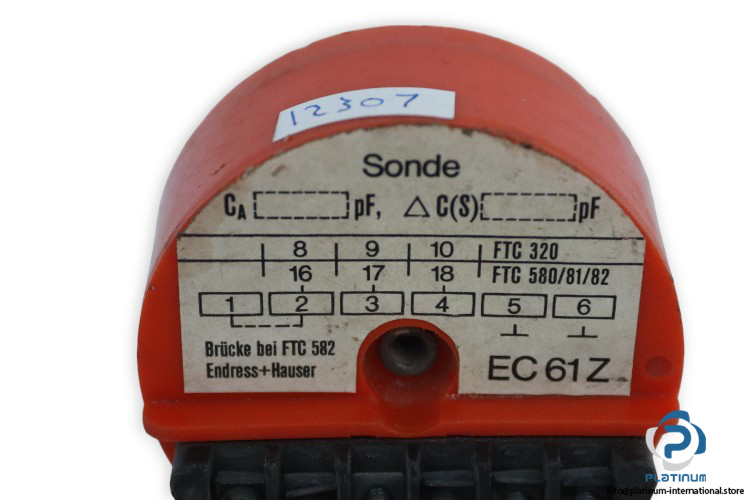 12307
Sonde
CA pF, △ C(S) pF
8 9 10 FTC 320
16 17 18 FTC 580/81/82
1 2 3 4 5 6
Brücke bei FTC 582
Endress+Hauser
EC 61 Z
PLATINUM
info@platinum-international.store